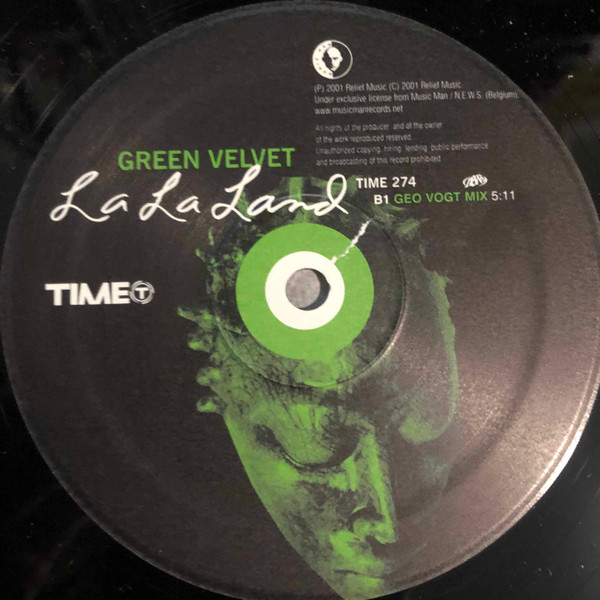 (P) 2001 Relief Music (C) 2001 Relief Music
Under exclusive license from Music Man / N.E.W.S. (Belgium)
www.musicmanrecords.net
All rights of the producer and of the owner
of the work reproduced reserved.
Unauthorized copying, hiring, lending, public performance
and broadcasting of this record prohibited
GREEN VELVET
La La Land
TIME 274
B1 GEO VOGT MIX 5:11
TIME T